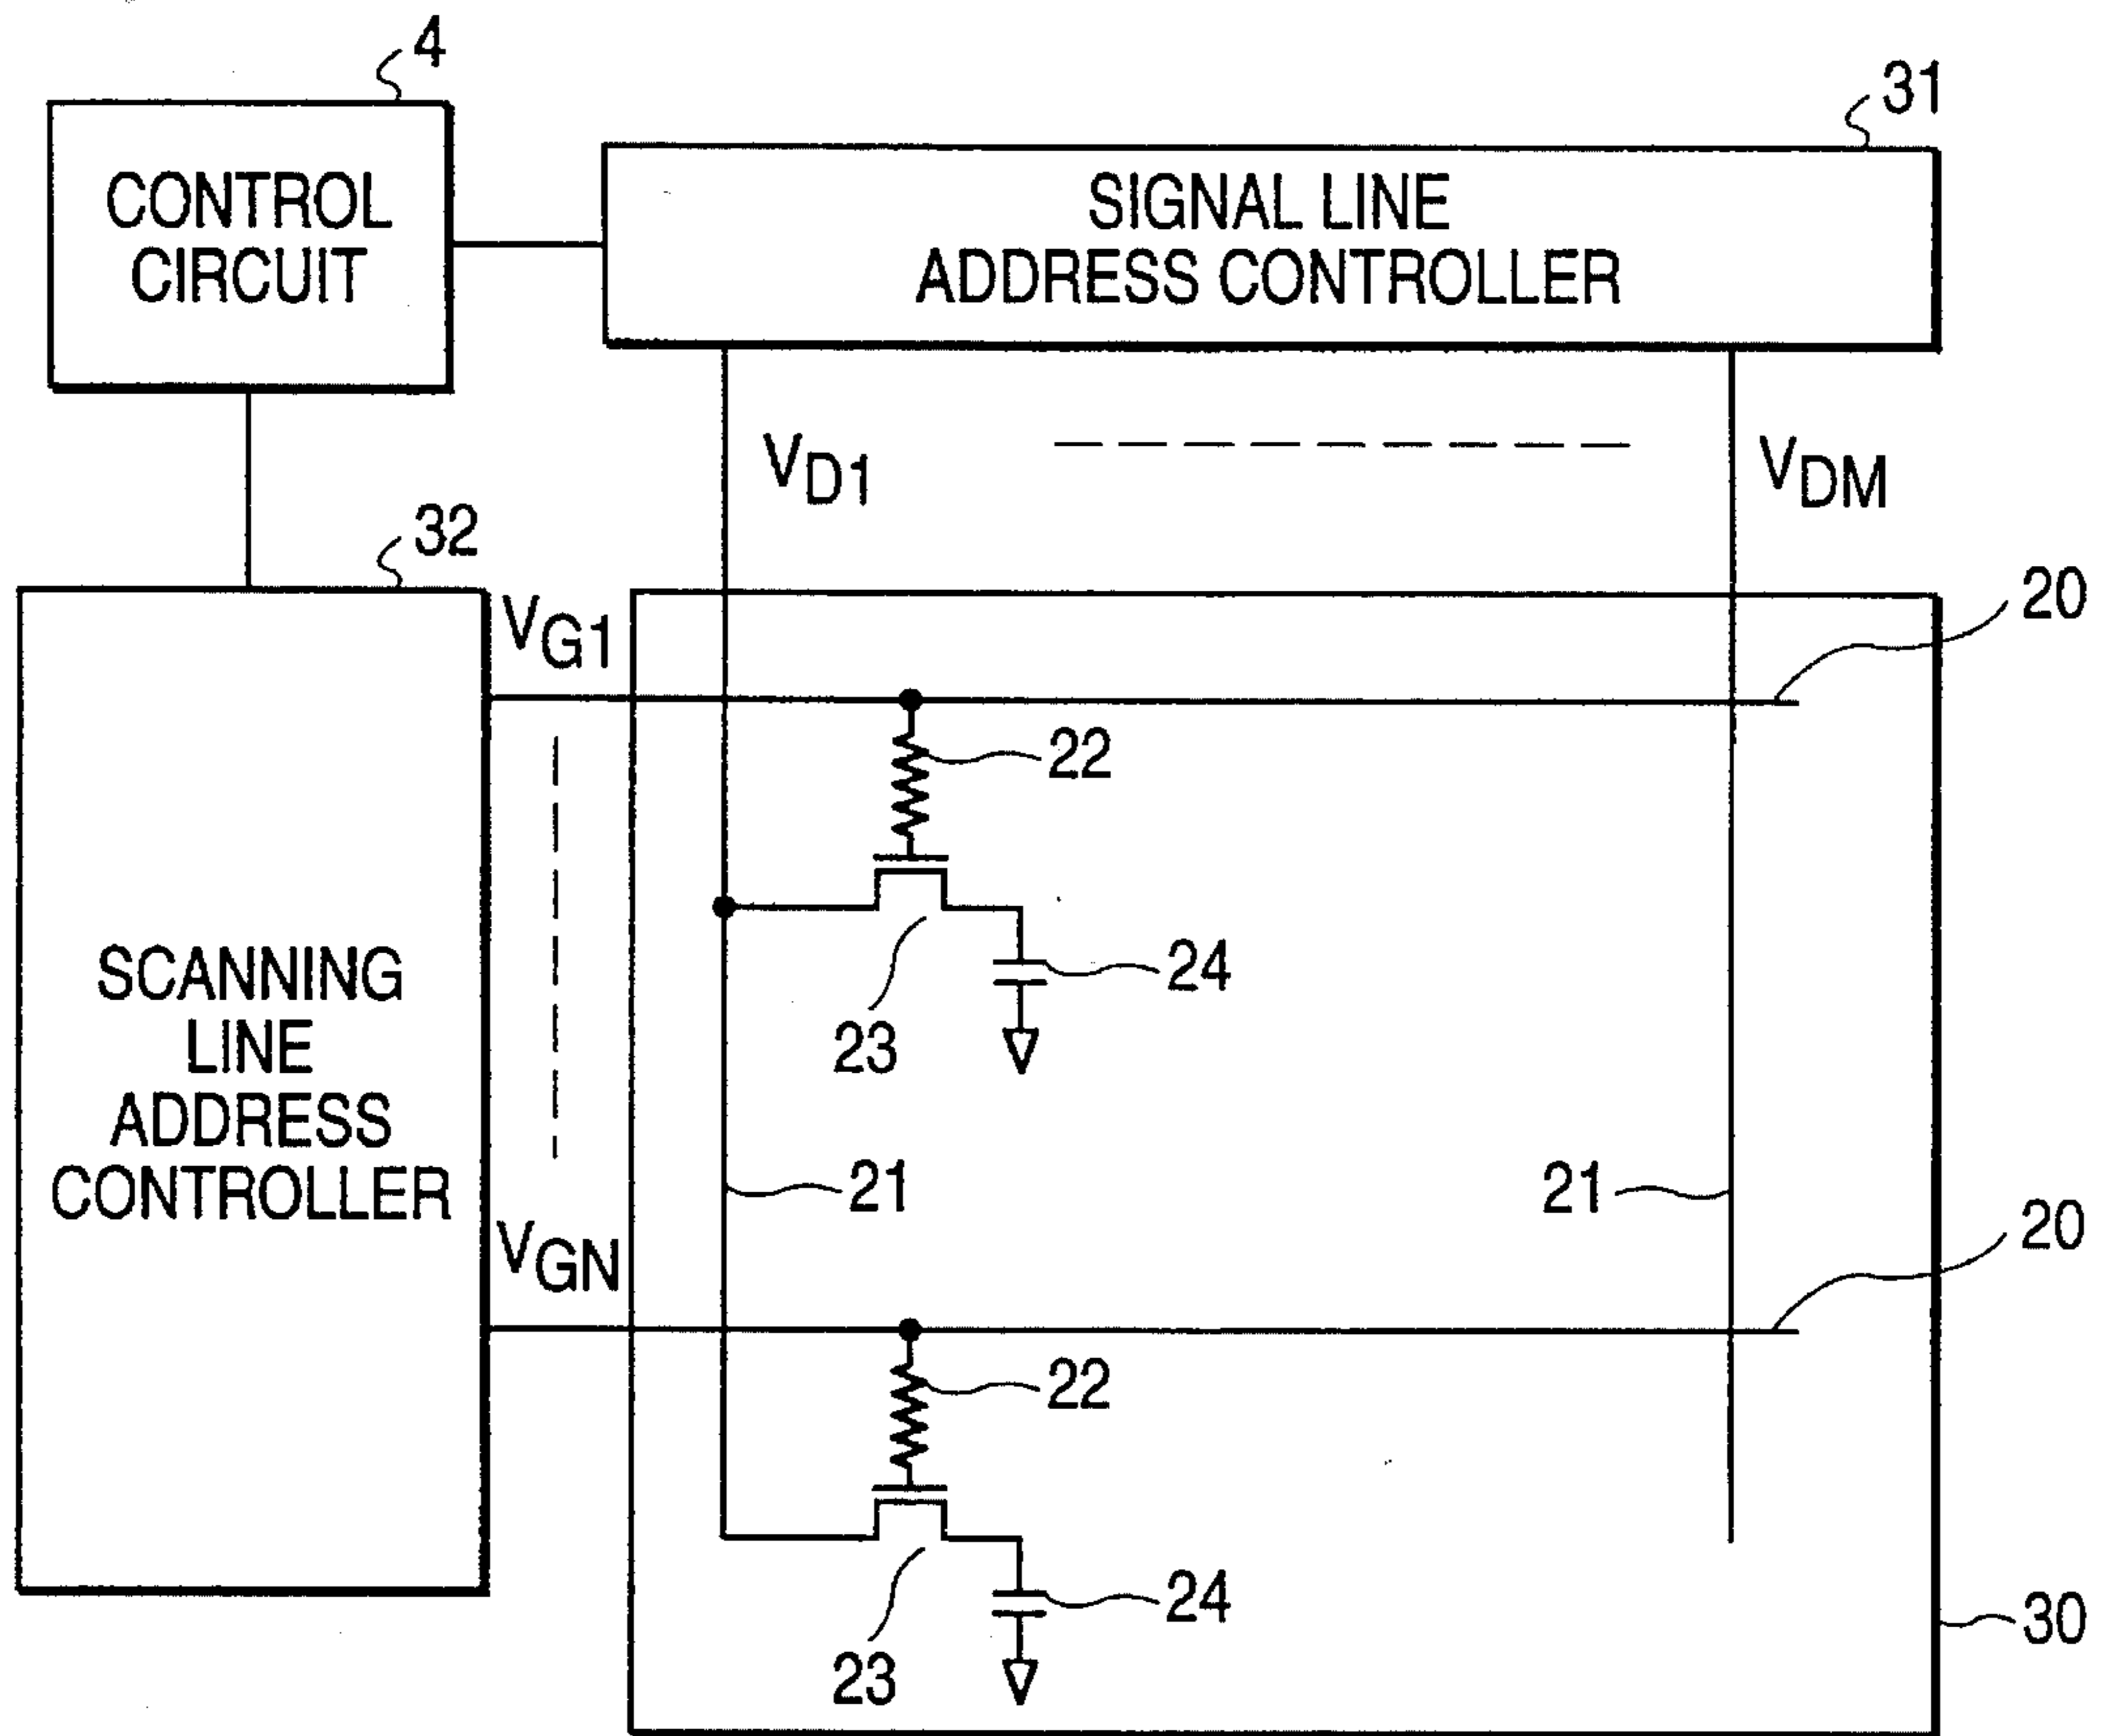 4
CONTROL
CIRCUIT
31
SIGNAL LINE
ADDRESS CONTROLLER
VD1
VDM
32
VG1
20
22
23
24
SCANNING
LINE
ADDRESS
CONTROLLER
21
21
VGN
20
22
23
24
30